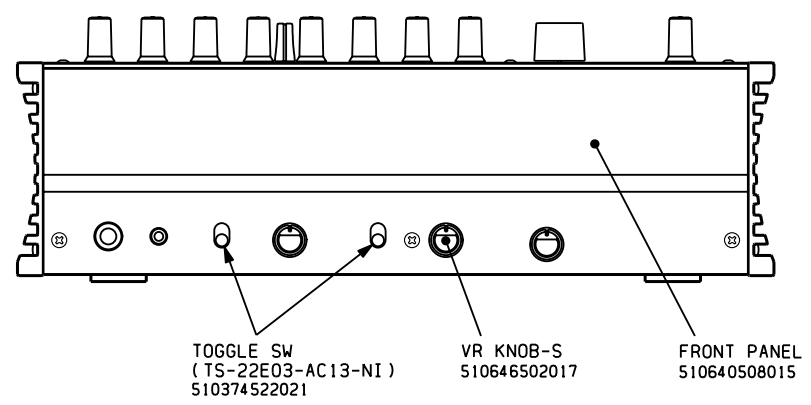 TOGGLE SW
(TS-22E03-AC13-NI)
510374522021
VR KNOB-S
510646502017
FRONT PANEL
510640508015